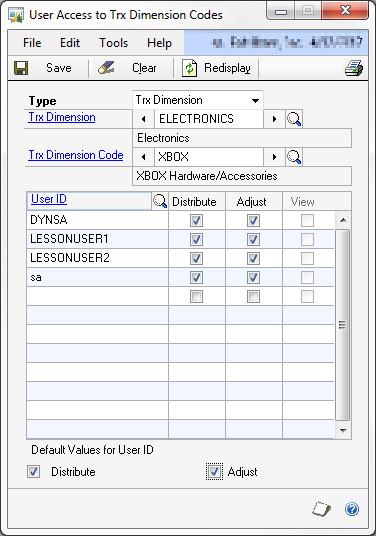 User Access to Trx Dimension Codes
File Edit Tools Help
Save Clear Redisplay
Type Trx Dimension
Trx Dimension ELECTRONICS
Electronics
Trx Dimension Code XBOX
XBOX Hardware/Accessories
User ID Distribute Adjust View
DYNSA
LESSONUSER1
LESSONUSER2
sa
Default Values for User ID
Distribute Adjust